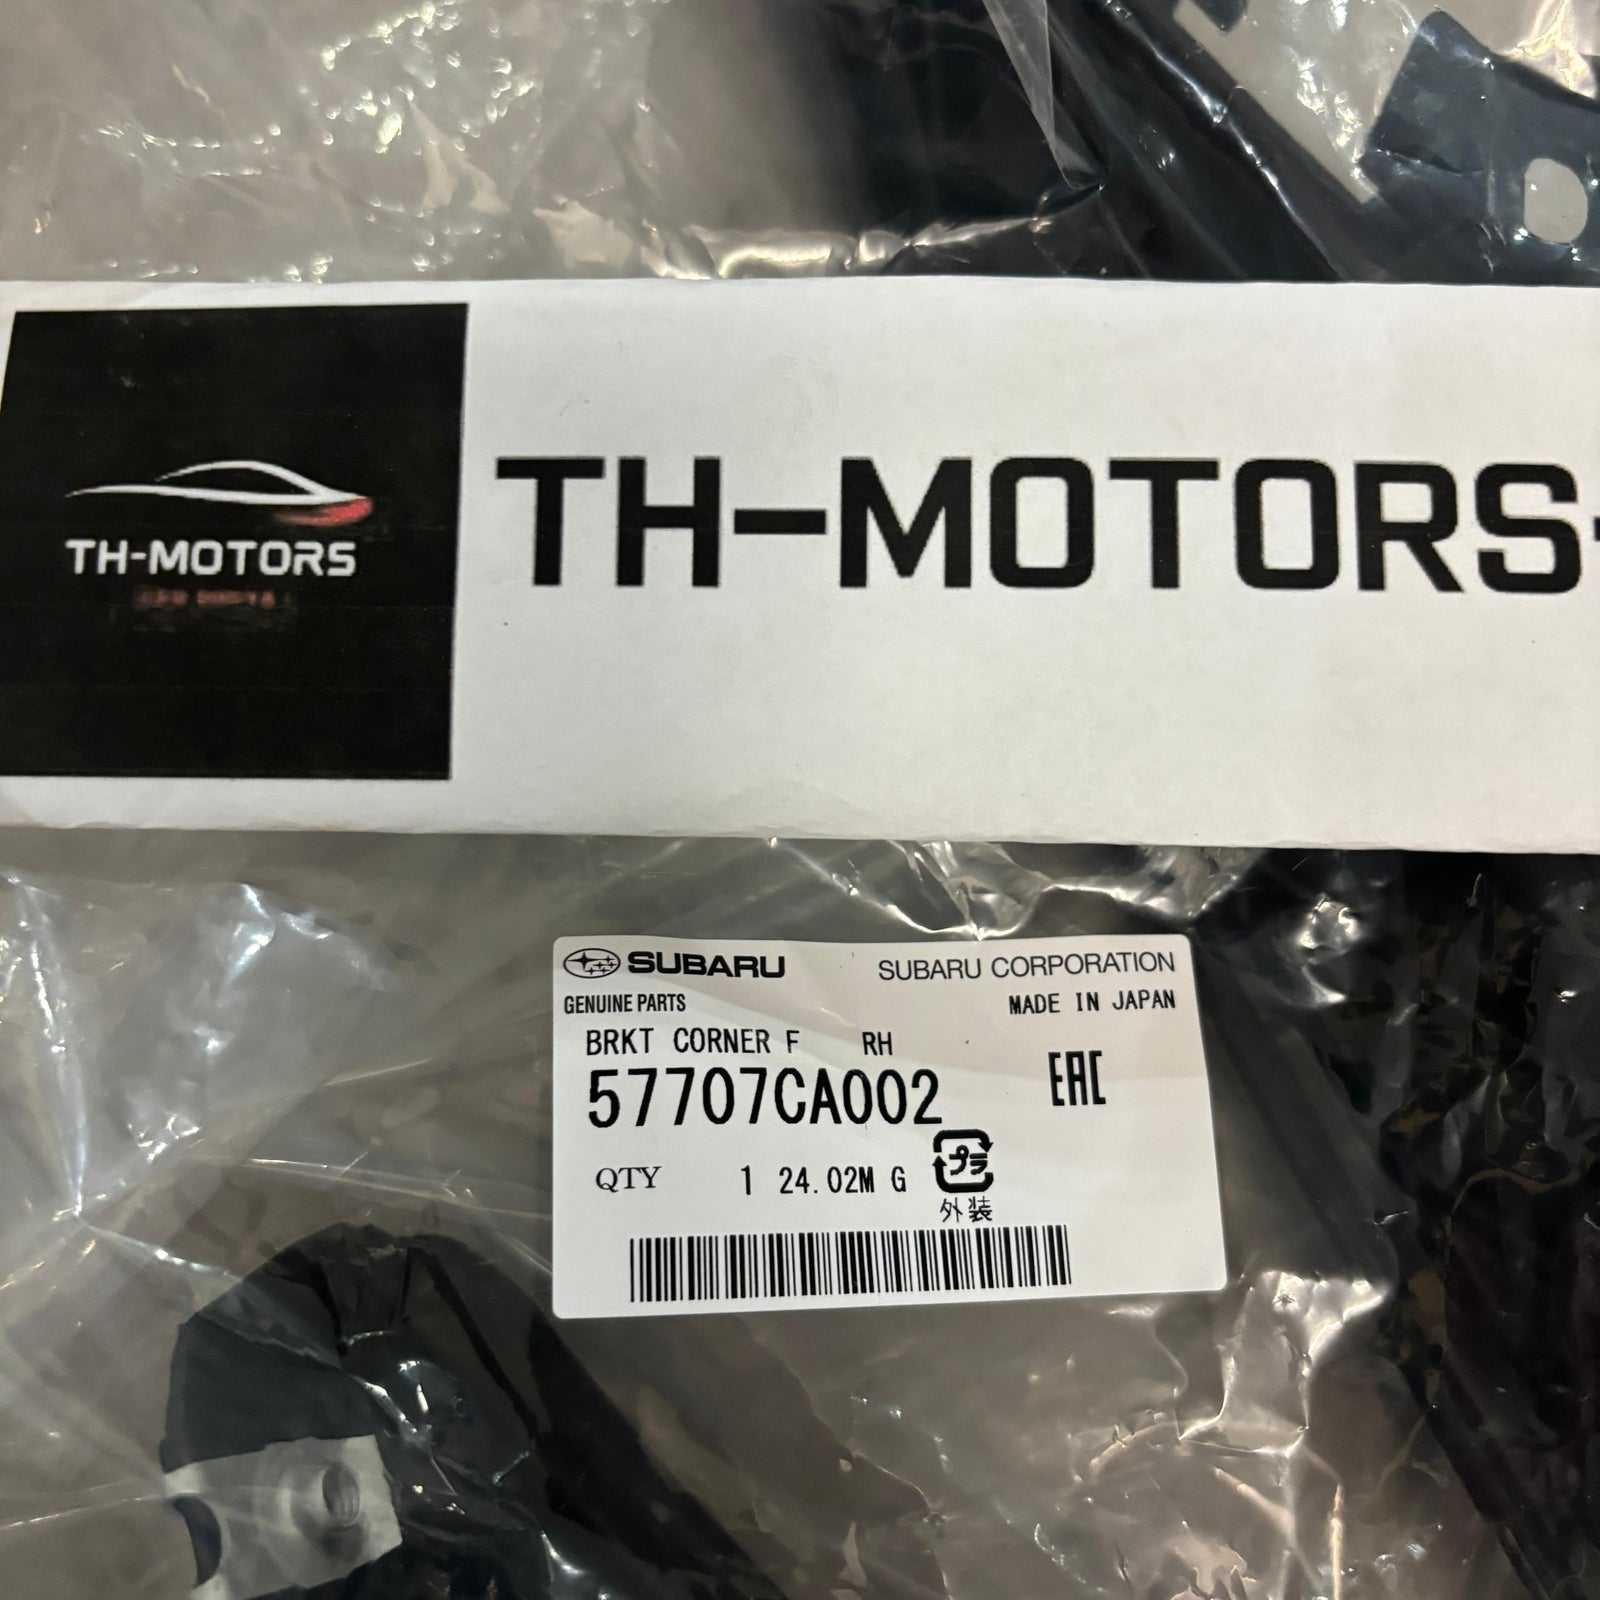 TH-MOTORS
TH-MOTORS-
SUBARU SUBARU CORPORATION
GENUINE PARTS MADE IN JAPAN
BRKT CORNER F RH
57707CA002 EAC
QTY 1 24.02M G プラ
外装